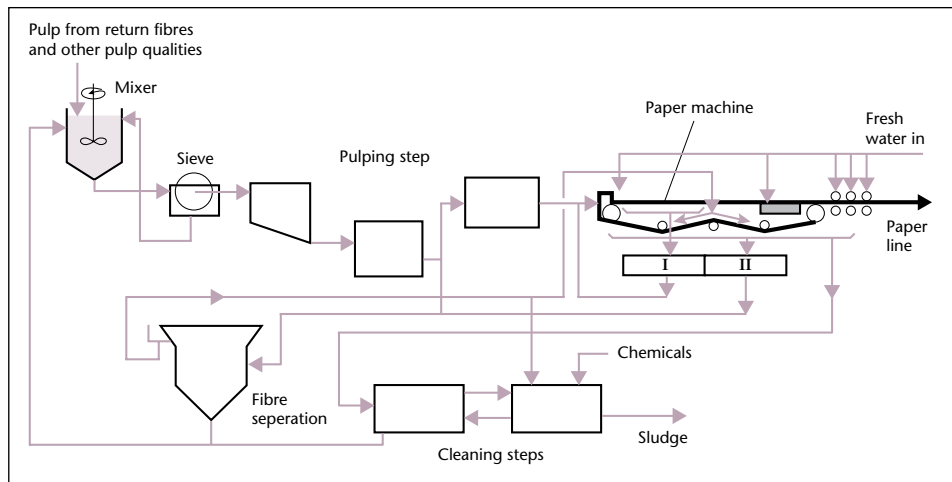 Pulp from return fibres
and other pulp qualities
Mixer
Sieve
Pulping step
Paper machine
Fresh
water in
Paper
line
I
II
Chemicals
Fibre
seperation
Sludge
Cleaning steps